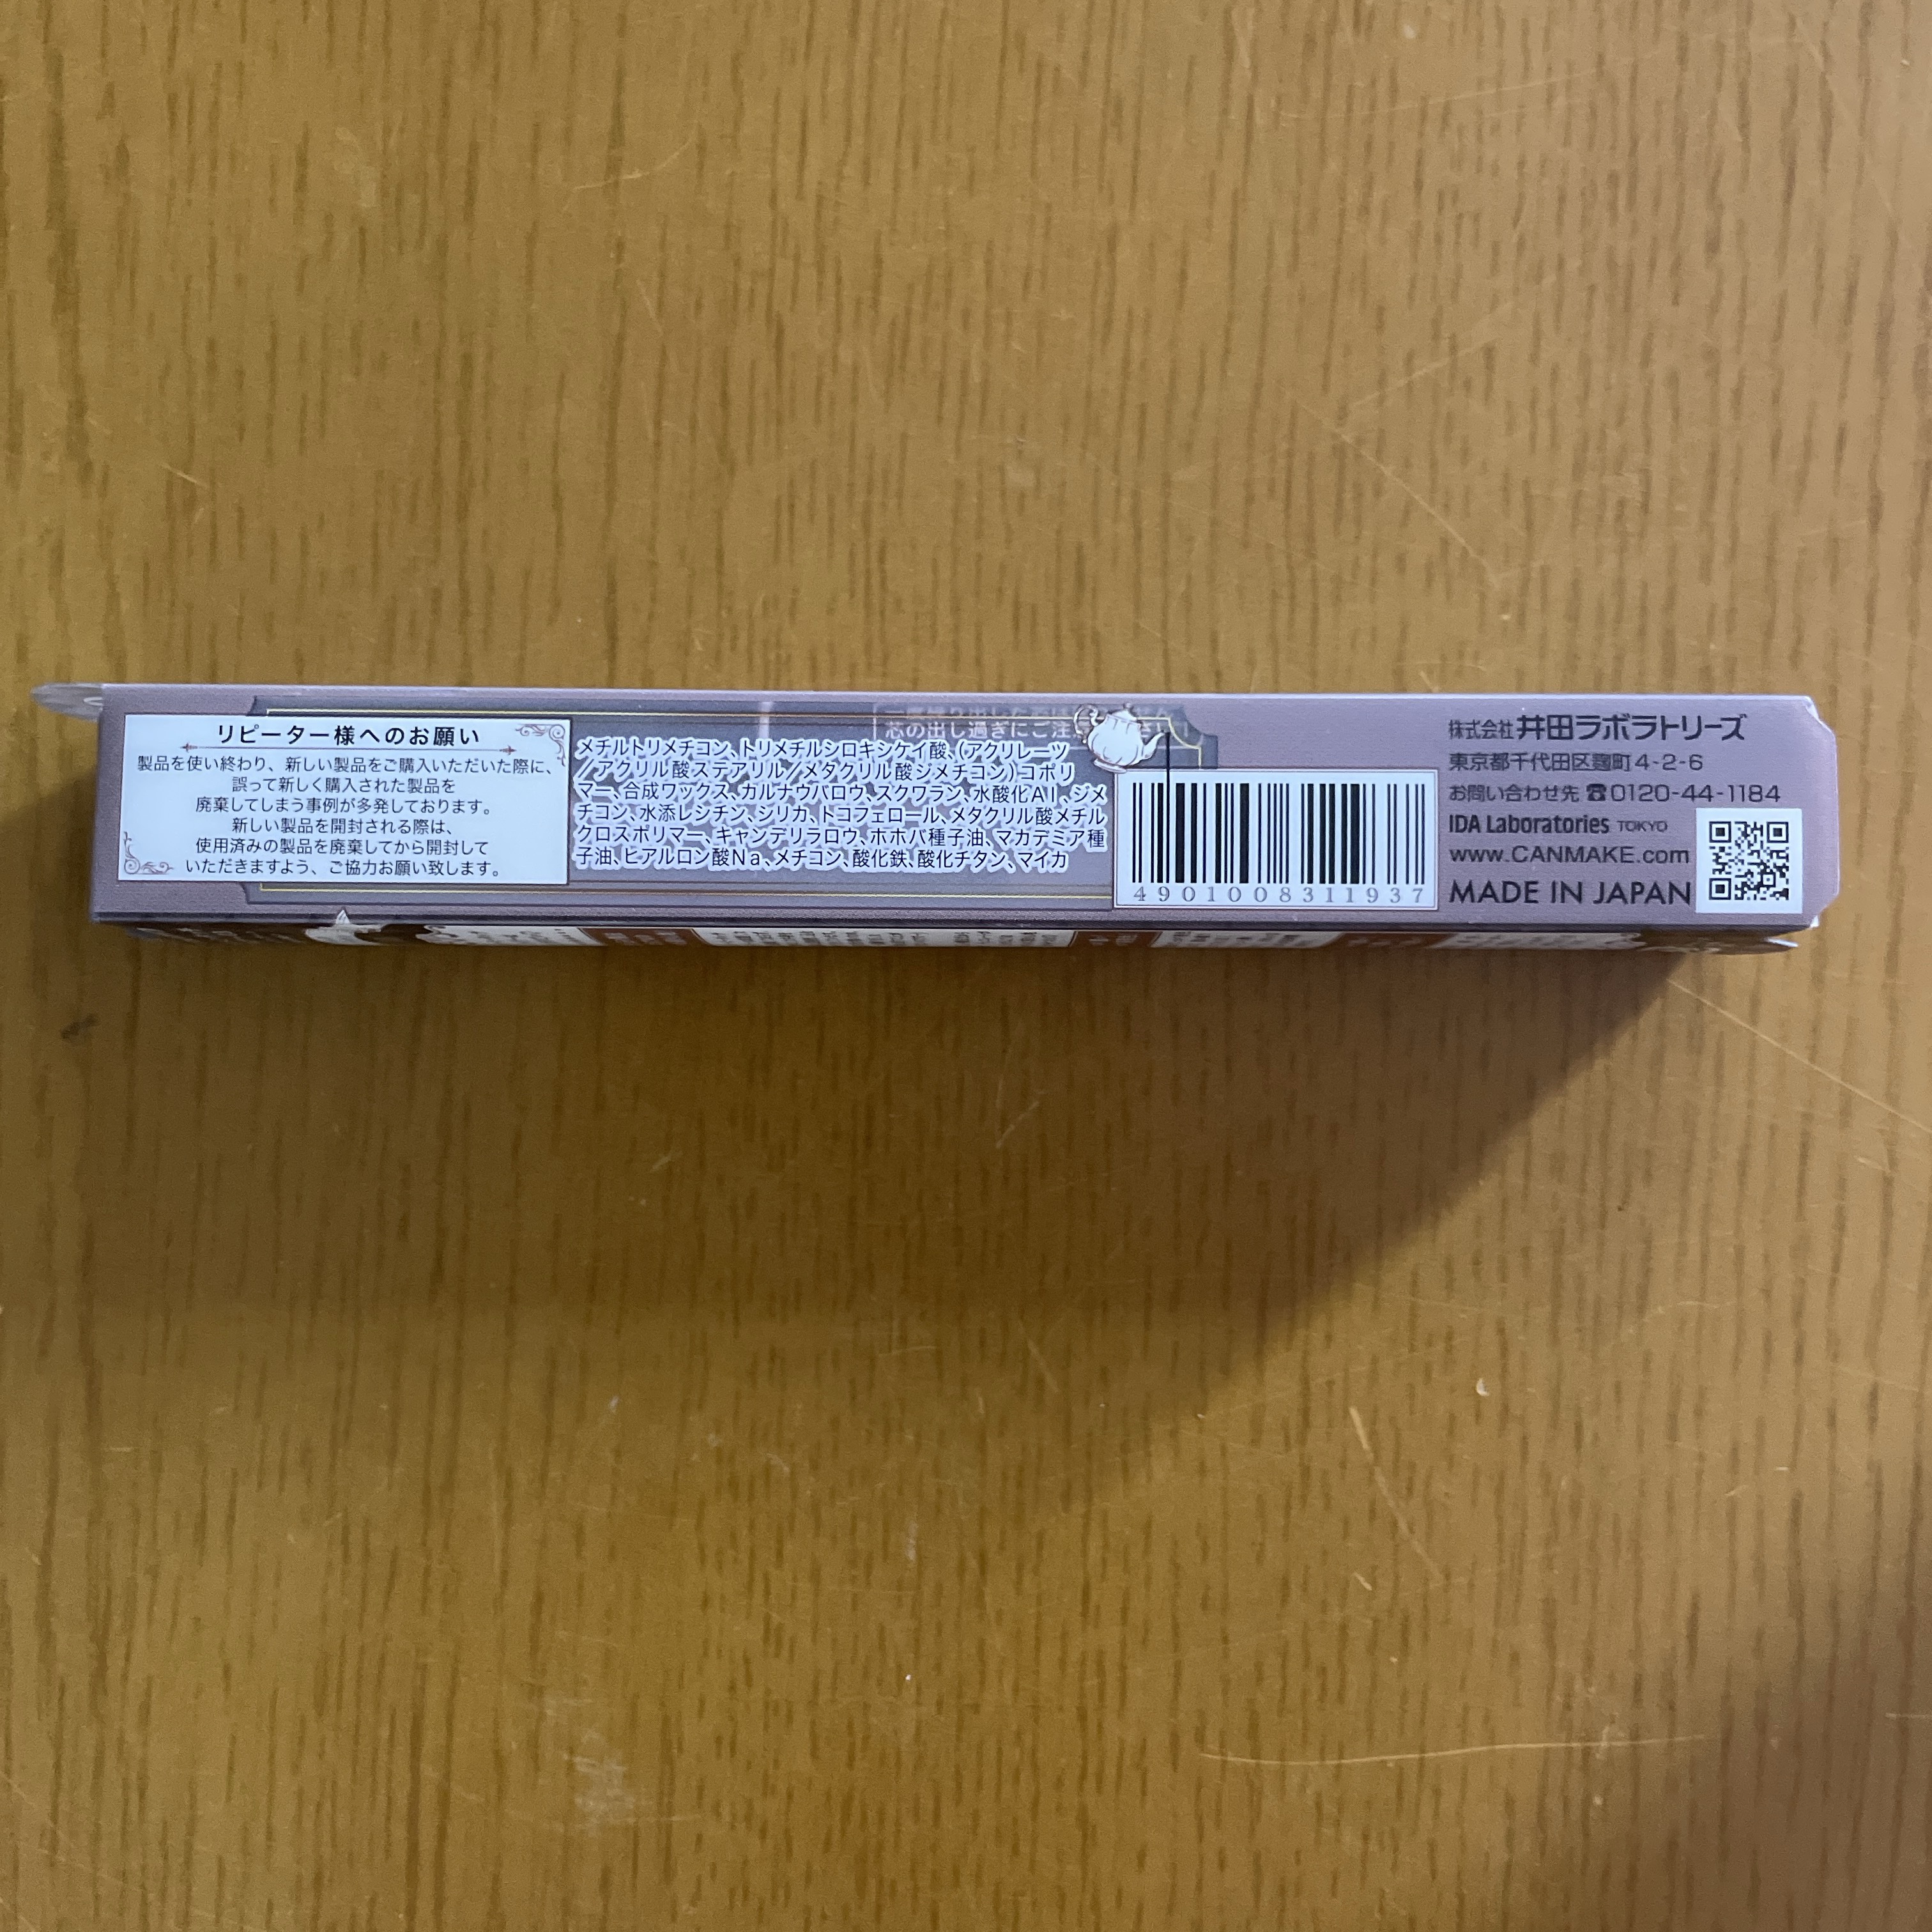 リピーター様へのお願い
製品を使い終わり、新しい製品をご購入いただいた際に、
誤って新しく購入された製品を
廃棄してしまう事例が多発しております。
新しい製品を開封される際は、
使用済みの製品を廃棄してから開封して
いただきますよう、ご協力お願い致します。
芯の出し過ぎにご注
メチルトリメチコン、トリメチルシロキシケイ酸、(アクリレーツ
/アクリル酸ステアリル/メタクリル酸ジメチコン)コポリ
マー、合成ワックス、カルナウバロウ、スクワラン、水酸化Al、ジメ
チコン、水添レシチン、シリカ、トコフェロール、メタクリル酸メチル
クロスポリマー、キャンデリラロウ、ホホバ種子油、マカデミア種
子油、ヒアルロン酸Na、メチコン、酸化鉄、酸化チタン、マイカ
4901008311937
株式会社 井田ラボラトリーズ
東京都千代田区麹町4-2-6
お問い合わせ先 ☎0120-44-1184
IDA Laboratories TOKYO
www.CANMAKE.com
MADE IN JAPAN